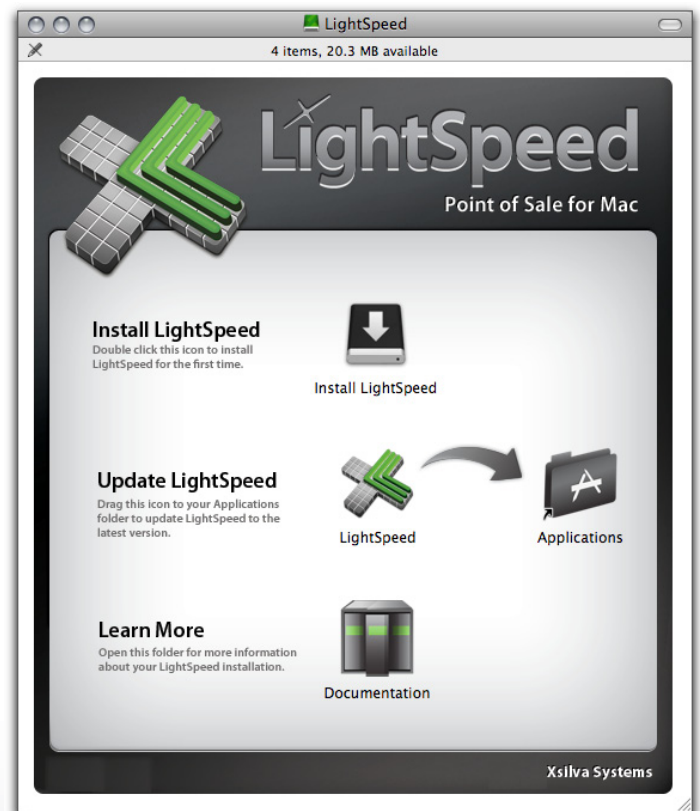 LightSpeed
4 items, 20.3 MB available
LightSpeed
Point of Sale for Mac
Install LightSpeed
Double click this icon to install
LightSpeed for the first time.
Install LightSpeed
Update LightSpeed
Drag this icon to your Applications
folder to update LightSpeed to the
latest version.
LightSpeed
Applications
Learn More
Open this folder for more information
about your LightSpeed installation.
Documentation
Xsilva Systems